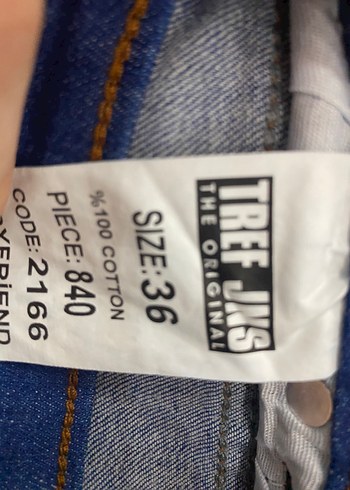 TREF JNS
THE ORIGINAL
SIZE:36
%100 COTTON
PIECE: 840
CODE:2166